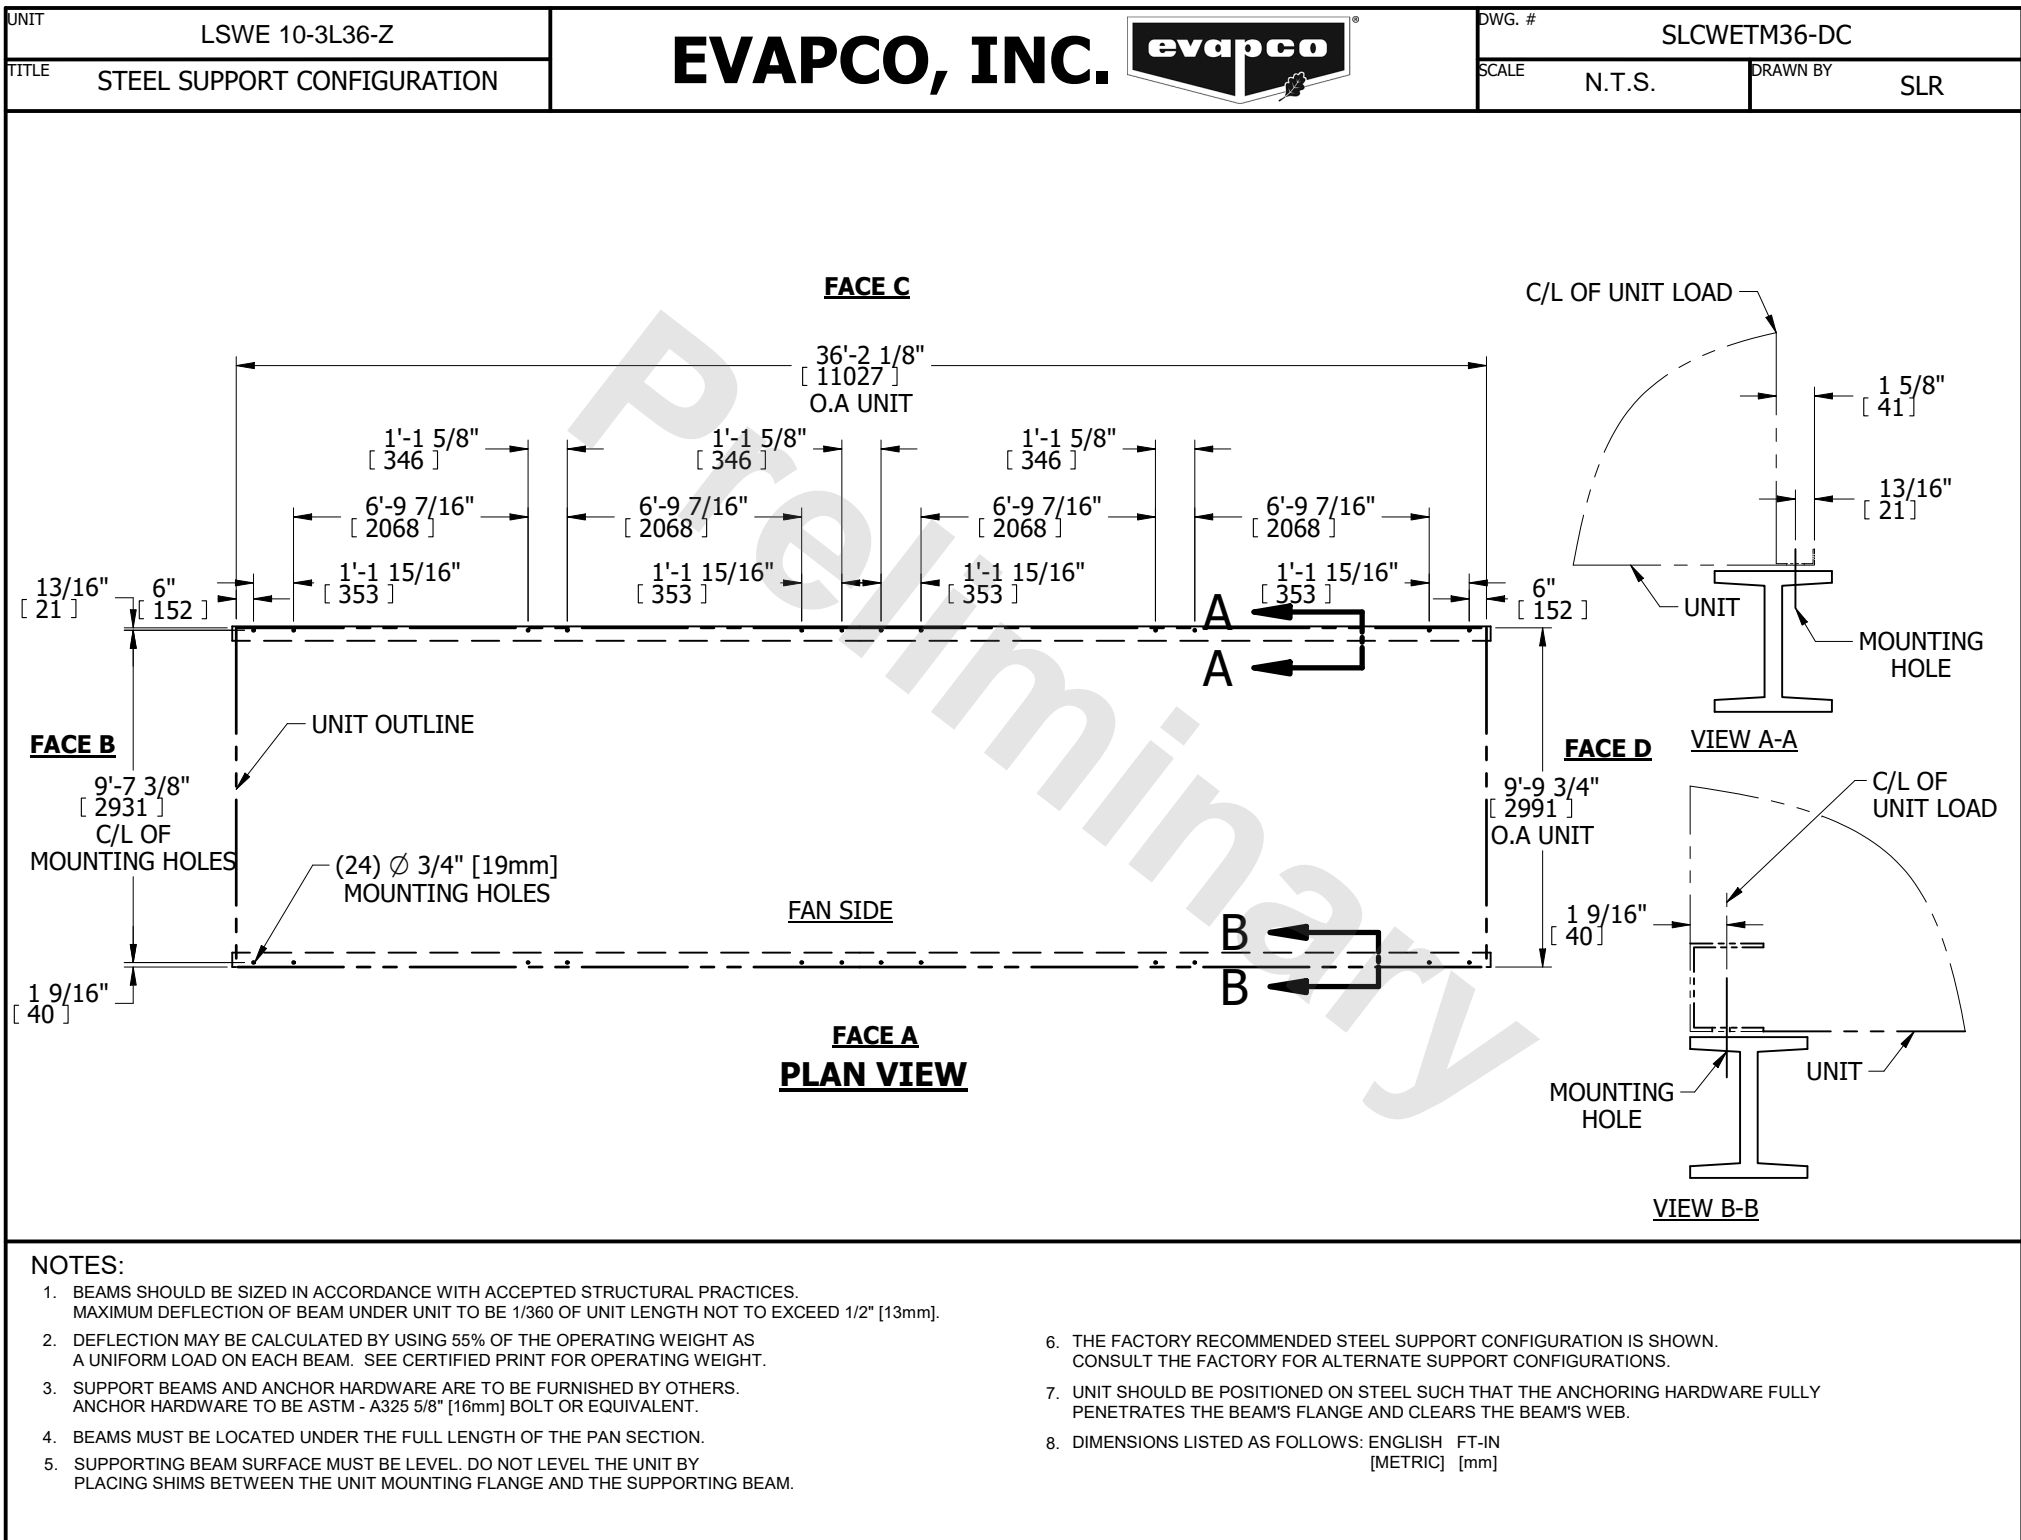 UNIT
LSWE 10-3L36-Z
TITLE
STEEL SUPPORT CONFIGURATION
EVAPCO, INC.
evapco
®
DWG. #
SLCWETM36-DC
SCALE
N.T.S.
DRAWN BY
SLR
FACE C
36'-2 1/8"
[ 11027 ]
O.A UNIT
1'-1 5/8"
[ 346 ]
1'-1 5/8"
[ 346 ]
1'-1 5/8"
[ 346 ]
6'-9 7/16"
[ 2068 ]
6'-9 7/16"
[ 2068 ]
6'-9 7/16"
[ 2068 ]
6'-9 7/16"
[ 2068 ]
13/16"
[ 21 ]
6"
[ 152 ]
1'-1 15/16"
[ 353 ]
1'-1 15/16"
[ 353 ]
1'-1 15/16"
[ 353 ]
1'-1 15/16"
[ 353 ]
6"
[ 152 ]
A
A
UNIT OUTLINE
FACE B
9'-7 3/8"
[ 2931 ]
C/L OF
MOUNTING HOLES
(24) Ø 3/4" [19mm]
MOUNTING HOLES
FAN SIDE
B
B
FACE D
9'-9 3/4"
[ 2991 ]
O.A UNIT
1 9/16"
[ 40 ]
FACE A
PLAN VIEW
C/L OF UNIT LOAD
1 5/8"
[ 41 ]
13/16"
[ 21 ]
UNIT
MOUNTING
HOLE
VIEW A-A
C/L OF
UNIT LOAD
1 9/16"
[ 40 ]
UNIT
MOUNTING
HOLE
VIEW B-B
Preliminary
NOTES:
1. BEAMS SHOULD BE SIZED IN ACCORDANCE WITH ACCEPTED STRUCTURAL PRACTICES.
MAXIMUM DEFLECTION OF BEAM UNDER UNIT TO BE 1/360 OF UNIT LENGTH NOT TO EXCEED 1/2" [13mm].
2. DEFLECTION MAY BE CALCULATED BY USING 55% OF THE OPERATING WEIGHT AS
A UNIFORM LOAD ON EACH BEAM. SEE CERTIFIED PRINT FOR OPERATING WEIGHT.
3. SUPPORT BEAMS AND ANCHOR HARDWARE ARE TO BE FURNISHED BY OTHERS.
ANCHOR HARDWARE TO BE ASTM - A325 5/8" [16mm] BOLT OR EQUIVALENT.
4. BEAMS MUST BE LOCATED UNDER THE FULL LENGTH OF THE PAN SECTION.
5. SUPPORTING BEAM SURFACE MUST BE LEVEL. DO NOT LEVEL THE UNIT BY
PLACING SHIMS BETWEEN THE UNIT MOUNTING FLANGE AND THE SUPPORTING BEAM.
6. THE FACTORY RECOMMENDED STEEL SUPPORT CONFIGURATION IS SHOWN.
CONSULT THE FACTORY FOR ALTERNATE SUPPORT CONFIGURATIONS.
7. UNIT SHOULD BE POSITIONED ON STEEL SUCH THAT THE ANCHORING HARDWARE FULLY
PENETRATES THE BEAM'S FLANGE AND CLEARS THE BEAM'S WEB.
8. DIMENSIONS LISTED AS FOLLOWS: ENGLISH FT-IN
[METRIC] [mm]